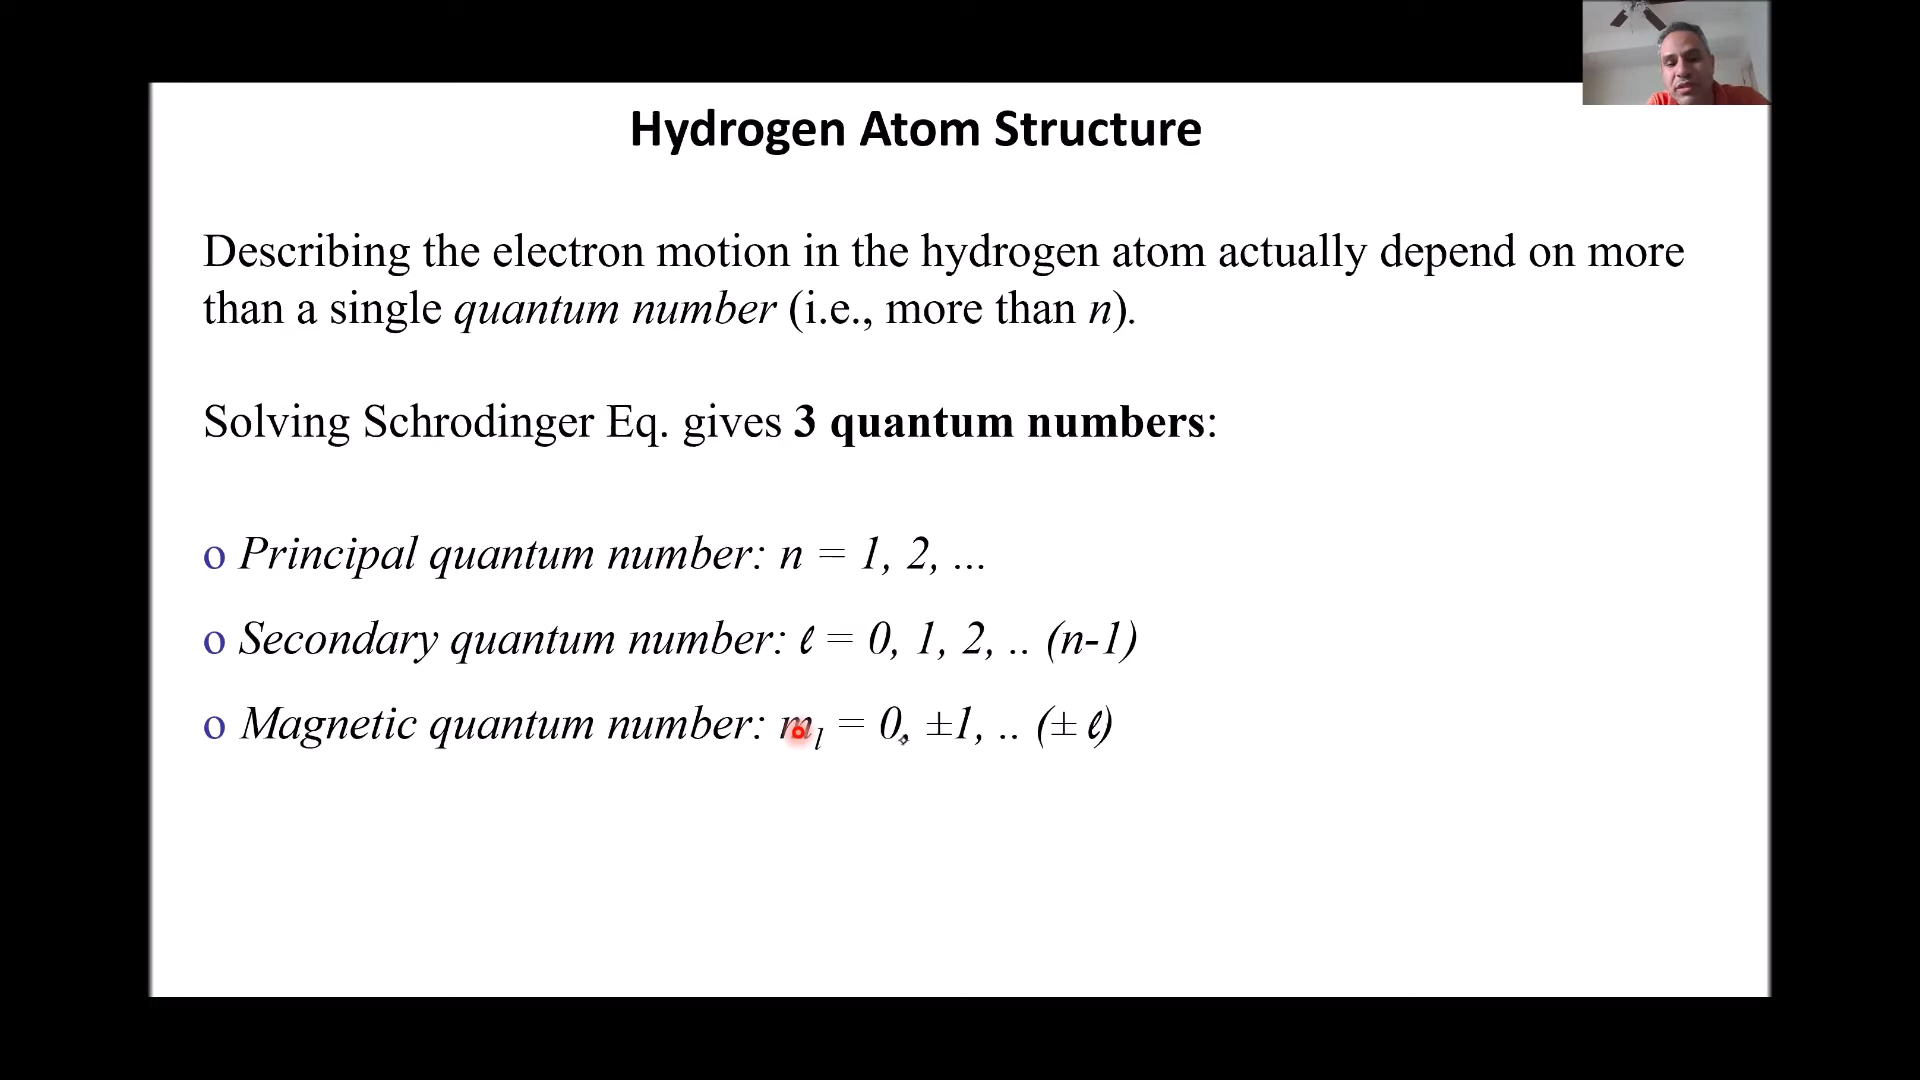 Hydrogen Atom Structure
Describing the electron motion in the hydrogen atom actually depend on more
than a single quantum number (i.e., more than n).
Solving Schrodinger Eq. gives 3 quantum numbers:
o Principal quantum number: n = 1, 2, ...
o Secondary quantum number: ℓ = 0, 1, 2, .. (n-1)
o Magnetic quantum number: mₗ = 0, ±1, .. (± ℓ)